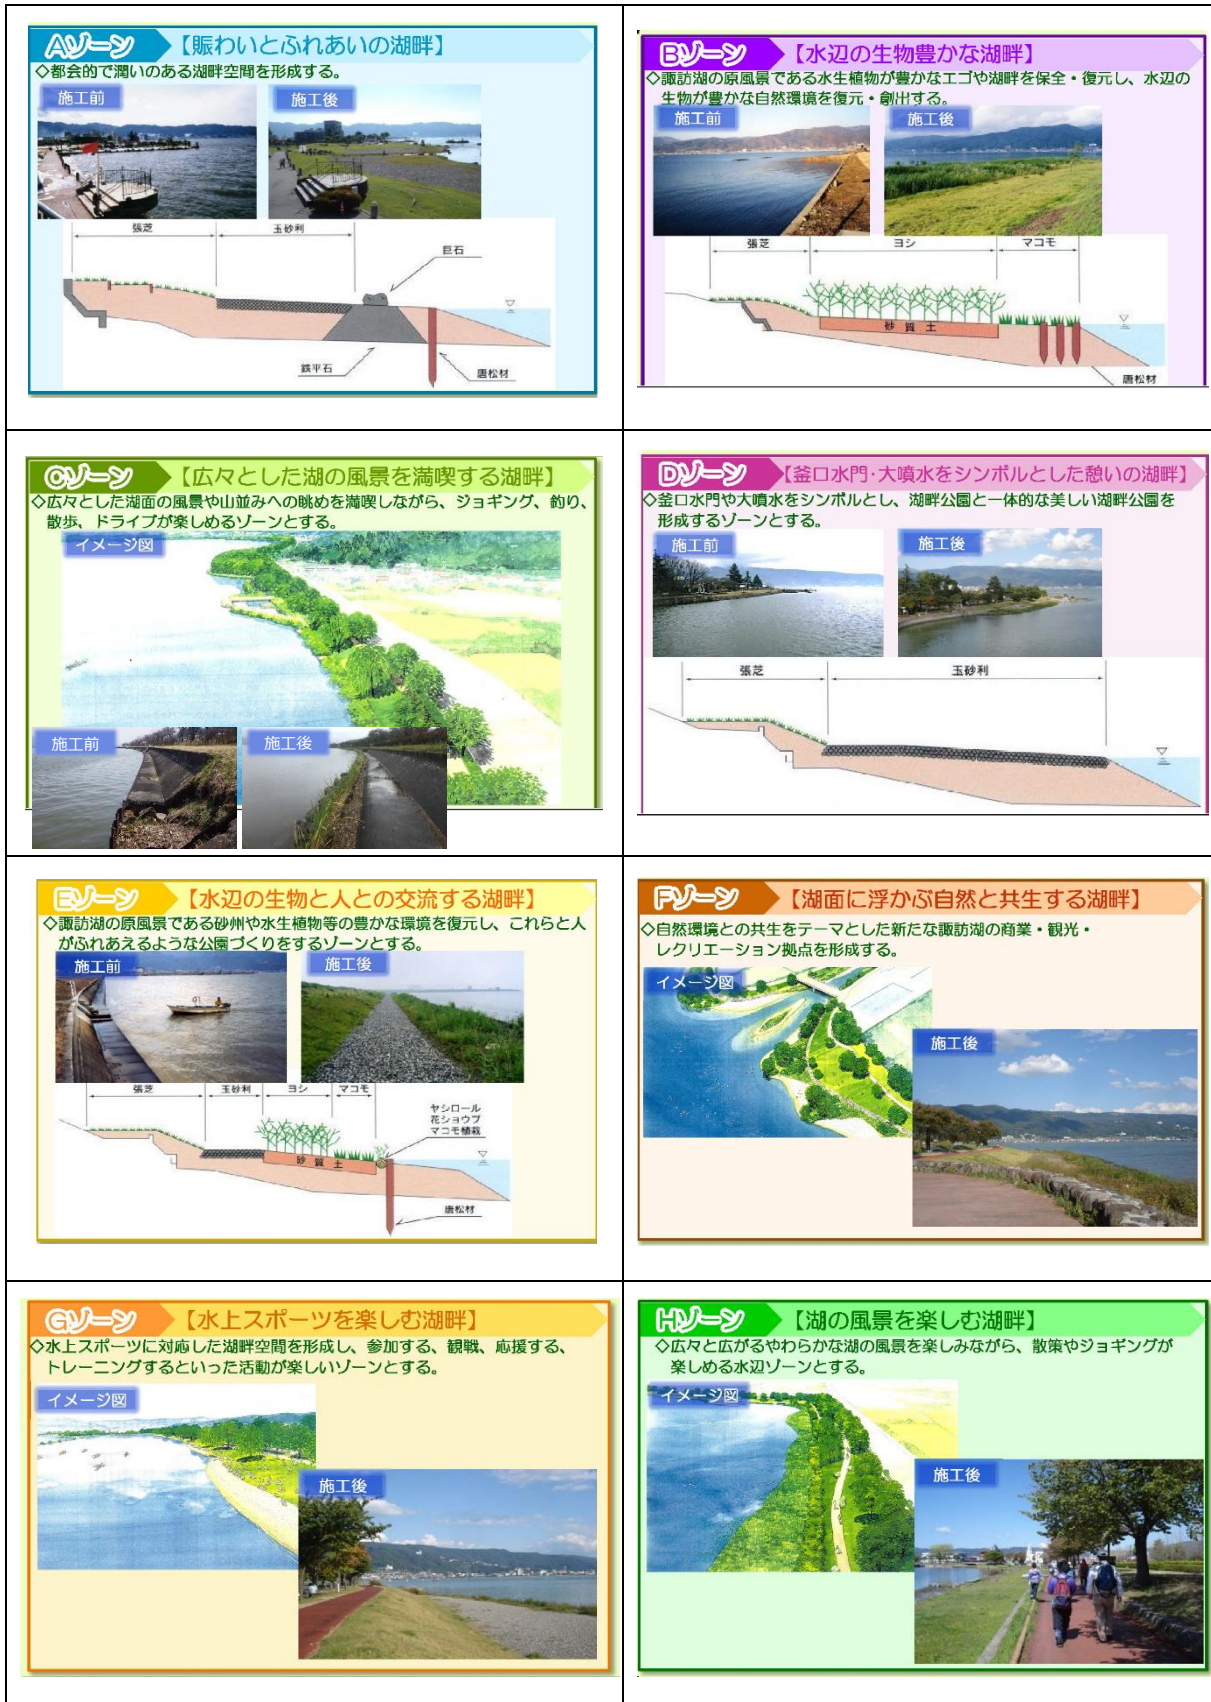 Aゾーン 【賑わいとふれあいの湖畔】
◇都会的で潤いのある湖畔空間を形成する。
施工前
施工後
張芝
玉砂利
巨石
鉄平石
唐松材
Bゾーン 【水辺の生物豊かな湖畔】
◇諏訪湖の原風景である水生植物が豊かなエゴや湖畔を保全・復元し、水辺の
生物が豊かな自然環境を復元・創出する。
施工前
施工後
張芝
ヨシ
マコモ
砂質土
唐松材
Cゾーン 【広々とした湖の風景を満喫する湖畔】
◇広々とした湖面の風景や山並みへの眺めを満喫しながら、ジョギング、釣り、
散歩、ドライブが楽しめるゾーンとする。
イメージ図
施工前
施工後
Dゾーン 【釜口水門・大噴水をシンボルとした憩いの湖畔】
◇釜口水門や大噴水をシンボルとし、湖畔公園と一体的な美しい湖畔公園を
形成するゾーンとする。
施工前
施工後
張芝
玉砂利
Eゾーン 【水辺の生物と人との交流する湖畔】
◇諏訪湖の原風景である砂州や水生植物等の豊かな環境を復元し、これらと人
がふれあえるような公園づくりをするゾーンとする。
施工前
施工後
張芝
玉砂利
ヨシ
マコモ
ヤシロール
花ショウブ
マコモ植栽
砂質土
唐松材
Fゾーン 【湖面に浮かぶ自然と共生する湖畔】
◇自然環境との共生をテーマとした新たな諏訪湖の商業・観光・
レクリエーション拠点を形成する。
イメージ図
施工後
Gゾーン 【水上スポーツを楽しむ湖畔】
◇水上スポーツに対応した湖畔空間を形成し、参加する、観戦、応援する、
トレーニングするといった活動が楽しいゾーンとする。
イメージ図
施工後
Hゾーン 【湖の風景を楽しむ湖畔】
◇広々と広がるやわらかな湖の風景を楽しみながら、散策やジョギングが
楽しめる水辺ゾーンとする。
イメージ図
施工後